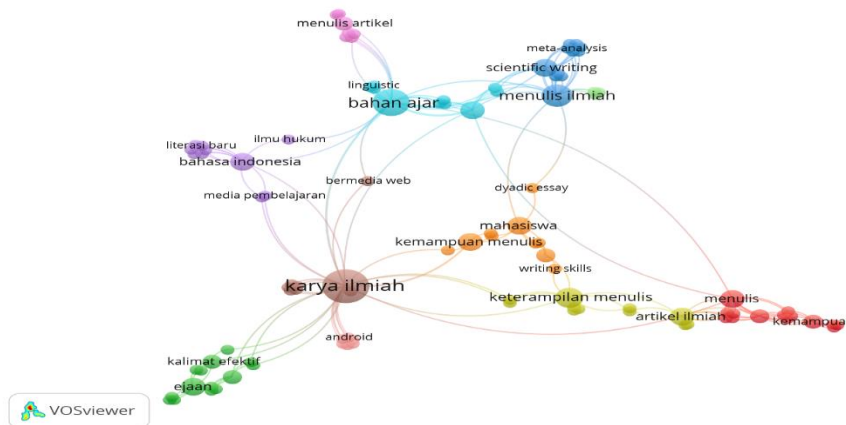 menulis artikel
meta-analysis
scientific writing
linguistic
menulis ilmiah
bahan ajar
ilmu hukum
literasi baru
bahasa indonesia
bermedia web
dyadic essay
media pembelajaran
mahasiswa
kemampuan menulis
writing skills
karya ilmiah
keterampilan menulis
menulis
artikel ilmiah
kemampua
android
kalimat efektif
ejaan
VOSviewer